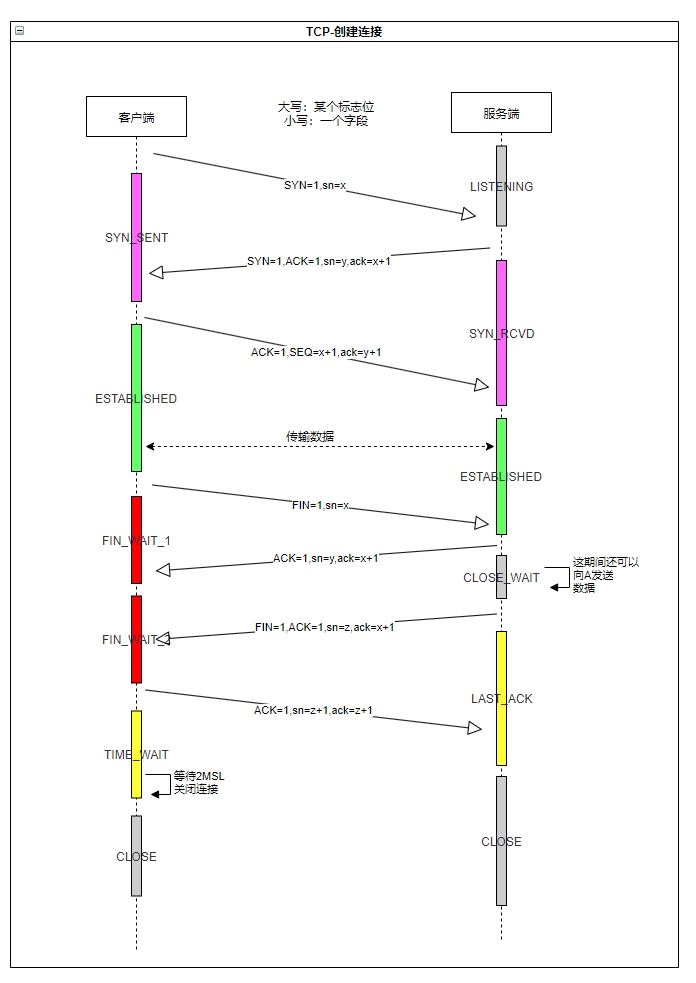 TCP-创建连接
客户端
大写：某个标志位
小写：一个字段
服务端
SYN=1,sn=x
LISTENING
SYN_SENT
SYN=1,ACK=1,sn=y,ack=x+1
SYN_RCVD
ACK=1,SEQ=x+1,ack=y+1
ESTABLISHED
传输数据
ESTABLISHED
FIN=1,sn=x
FIN_WAIT_1
ACK=1,sn=y,ack=x+1
CLOSE_WAIT
这期间还可以
向A发送
数据
FIN=1,ACK=1,sn=z,ack=x+1
FIN_WAIT_2
LAST_ACK
ACK=1,sn=z+1,ack=z+1
TIME_WAIT
等待2MSL
关闭连接
CLOSE
CLOSE